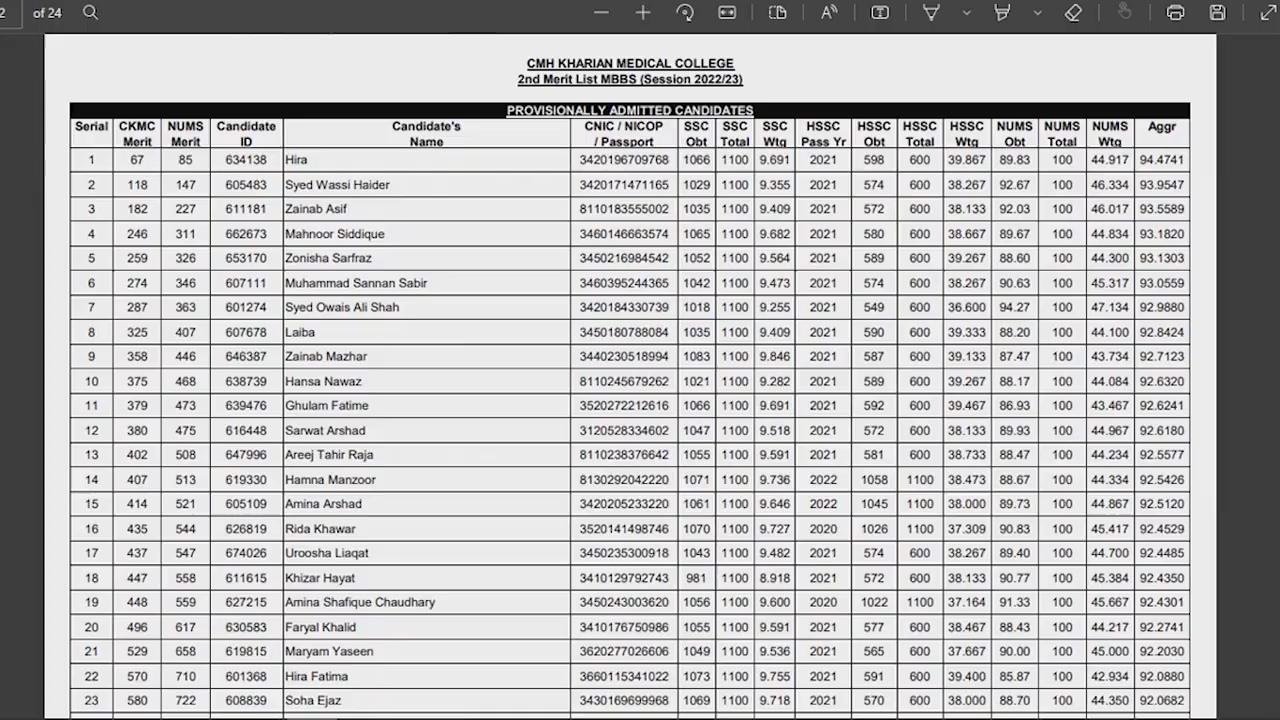 2 of 24
CMH KHARIAN MEDICAL COLLEGE
2nd Merit List MBBS (Session 2022/23)
PROVISIONALLY ADMITTED CANDIDATES
Serial CKMC Merit NUMS Merit Candidate ID Candidate's Name CNIC / NICOP / Passport SSC Obt SSC Total SSC Wtg HSSC Pass Yr HSSC Obt HSSC Total HSSC Wtg NUMS Obt NUMS Total NUMS Wtg Aggr
1 67 85 634138 Hira 3420196709768 1066 1100 9.691 2021 598 600 39.867 89.83 100 44.917 94.4741
2 118 147 605483 Syed Wassi Haider 3420171471165 1029 1100 9.355 2021 574 600 38.267 92.67 100 46.334 93.9547
3 182 227 611181 Zainab Asif 8110183555002 1035 1100 9.409 2021 572 600 38.133 92.03 100 46.017 93.5589
4 246 311 662673 Mahnoor Siddique 3460146663574 1065 1100 9.682 2021 580 600 38.667 89.67 100 44.834 93.1820
5 259 326 653170 Zonisha Sarfraz 3450216984542 1052 1100 9.564 2021 589 600 39.267 88.60 100 44.300 93.1303
6 274 346 607111 Muhammad Sannan Sabir 3460395244365 1042 1100 9.473 2021 574 600 38.267 90.63 100 45.317 93.0559
7 287 363 601274 Syed Owais Ali Shah 3420184330739 1018 1100 9.255 2021 549 600 36.600 94.27 100 47.134 92.9880
8 325 407 607678 Laiba 3450180788084 1035 1100 9.409 2021 590 600 39.333 88.20 100 44.100 92.8424
9 358 446 646387 Zainab Mazhar 3440230518994 1083 1100 9.846 2021 587 600 39.133 87.47 100 43.734 92.7123
10 375 468 638739 Hansa Nawaz 8110245679262 1021 1100 9.282 2021 589 600 39.267 88.17 100 44.084 92.6320
11 379 473 639476 Ghulam Fatime 3520272212616 1066 1100 9.691 2021 592 600 39.467 86.93 100 43.467 92.6241
12 380 475 616448 Sarwat Arshad 3120528334602 1047 1100 9.518 2021 572 600 38.133 89.93 100 44.967 92.6180
13 402 508 647996 Areej Tahir Raja 8110238376642 1055 1100 9.591 2021 581 600 38.733 88.47 100 44.234 92.5577
14 407 513 619330 Hamna Manzoor 8130292042220 1071 1100 9.736 2022 1058 1100 38.473 88.67 100 44.334 92.5426
15 414 521 605109 Amina Arshad 3420205233220 1061 1100 9.646 2022 1045 1100 38.000 89.73 100 44.867 92.5120
16 435 544 626819 Rida Khawar 3520141498746 1070 1100 9.727 2020 1026 1100 37.309 90.83 100 45.417 92.4529
17 437 547 674026 Uroosha Liaqat 3450235300918 1043 1100 9.482 2021 574 600 38.267 89.40 100 44.700 92.4485
18 447 558 611615 Khizar Hayat 3410129792743 981 1100 8.918 2021 572 600 38.133 90.77 100 45.384 92.4350
19 448 559 627215 Amina Shafique Chaudhary 3450243003620 1056 1100 9.600 2020 1022 1100 37.164 91.33 100 45.667 92.4301
20 496 617 630583 Faryal Khalid 3410176750986 1055 1100 9.591 2021 577 600 38.467 88.43 100 44.217 92.2741
21 529 658 619815 Maryam Yaseen 3620277026606 1049 1100 9.536 2021 565 600 37.667 90.00 100 45.000 92.2030
22 570 710 601368 Hira Fatima 3660115341022 1073 1100 9.755 2021 591 600 39.400 85.87 100 42.934 92.0880
23 580 722 608839 Soha Ejaz 3430169699968 1069 1100 9.718 2021 570 600 38.000 88.70 100 44.350 92.0682